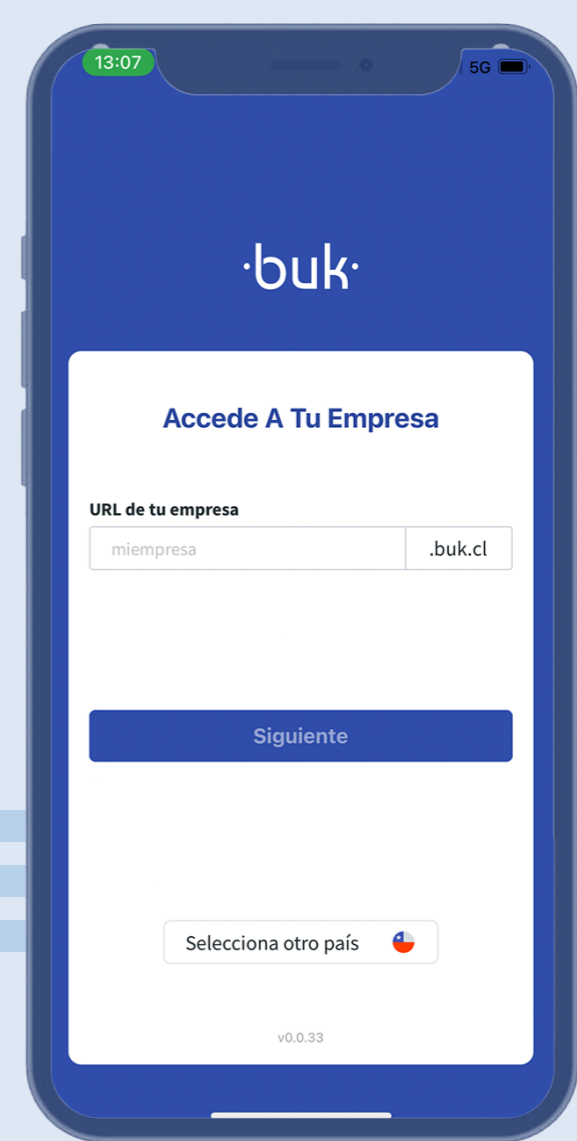 13:07
5G
·buk·
Accede A Tu Empresa
URL de tu empresa
miempresa
.buk.cl
Siguiente
Selecciona otro país
v0.0.33